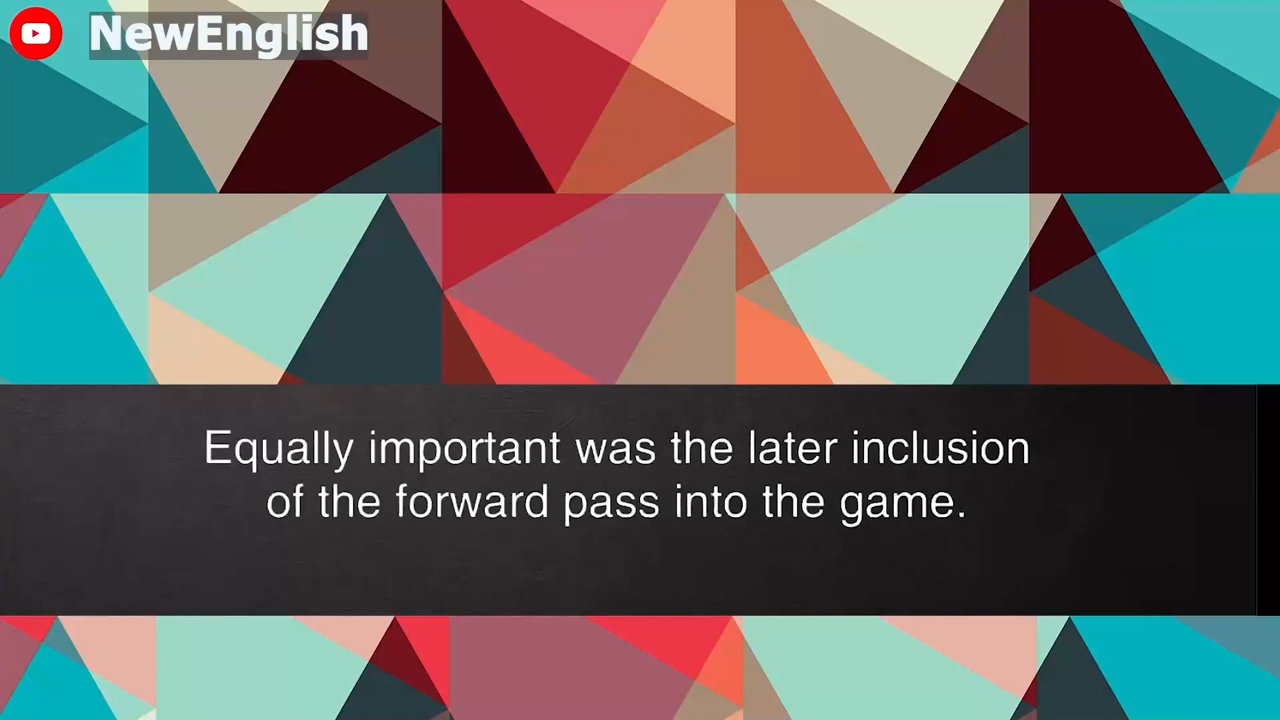 NewEnglish
Equally important was the later inclusion
of the forward pass into the game.